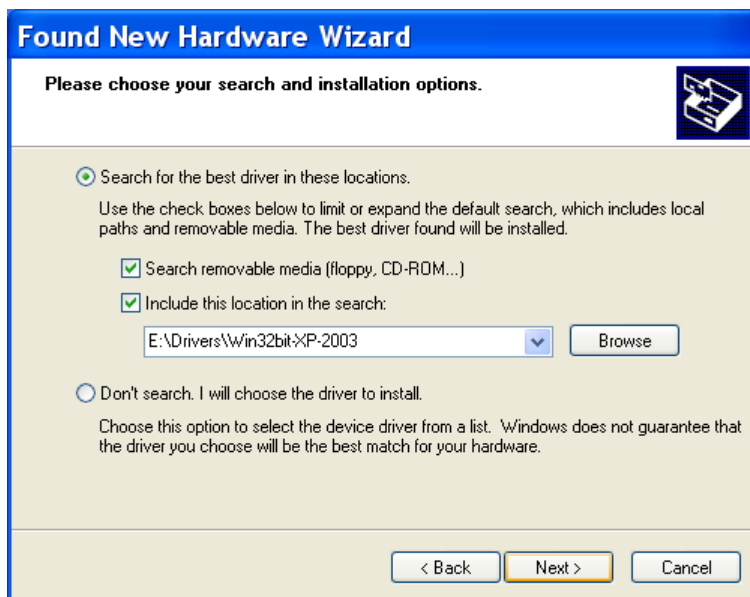 Found New Hardware Wizard
Please choose your search and installation options.
Search for the best driver in these locations.
Use the check boxes below to limit or expand the default search, which includes local
paths and removable media. The best driver found will be installed.
Search removable media (floppy, CD-ROM...)
Include this location in the search:
E:\Drivers\Win32bit-XP-2003 Browse
Don't search. I will choose the driver to install.
Choose this option to select the device driver from a list. Windows does not guarantee that
the driver you choose will be the best match for your hardware.
< Back Next > Cancel